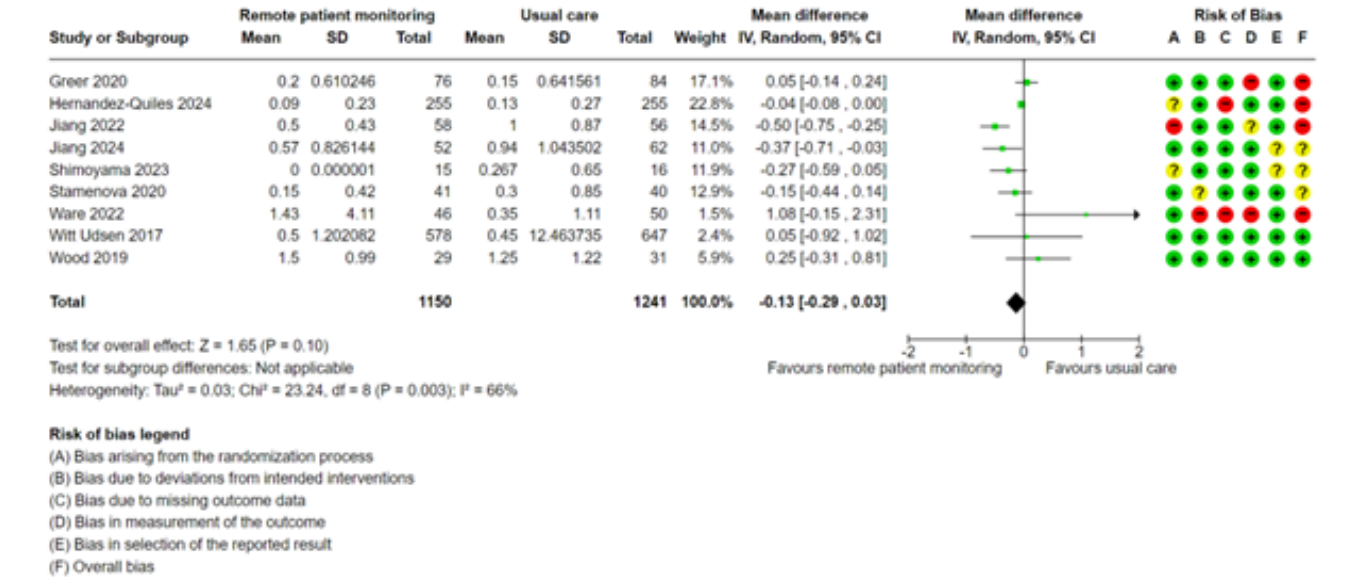 Remote patient monitoring Usual care Mean difference Mean difference Risk of Bias
Study or Subgroup Mean SD Total Mean SD Total Weight IV, Random, 95% CI IV, Random, 95% CI A B C D E F
Greer 2020 0.2 0.610246 76 0.15 0.641561 84 17.1% 0.05 [-0.14 , 0.24] + + + - + -
Hernandez-Quiles 2024 0.09 0.23 255 0.13 0.27 255 22.8% -0.04 [-0.08 , 0.00] ? + - + + -
Jiang 2022 0.5 0.43 58 1 0.87 56 14.5% -0.50 [-0.75 , -0.25] - + + ? + -
Jiang 2024 0.57 0.826144 52 0.94 1.043502 62 11.0% -0.37 [-0.71 , -0.03] + + + + ? ?
Shimoyama 2023 0 0.000001 15 0.267 0.65 16 11.9% -0.27 [-0.59 , 0.05] ? + + + ? ?
Stamenova 2020 0.15 0.42 41 0.3 0.85 40 12.9% -0.15 [-0.44 , 0.14] + ? + + + ?
Ware 2022 1.43 4.11 46 0.35 1.11 50 1.5% 1.08 [-0.15 , 2.31] + - - - + -
Witt Udsen 2017 0.5 1.202082 578 0.45 12.463735 647 2.4% 0.05 [-0.92 , 1.02] + + + + + +
Wood 2019 1.5 0.99 29 1.25 1.22 31 5.9% 0.25 [-0.31 , 0.81] + + + + + +
Total 1150 1241 100.0% -0.13 [-0.29 , 0.03]
Test for overall effect: Z = 1.65 (P = 0.10)
Test for subgroup differences: Not applicable
Heterogeneity: Tau² = 0.03; Chi² = 23.24, df = 8 (P = 0.003); I² = 66%
-2 -1 0 1 2
Favours remote patient monitoring Favours usual care
Risk of bias legend
(A) Bias arising from the randomization process
(B) Bias due to deviations from intended interventions
(C) Bias due to missing outcome data
(D) Bias in measurement of the outcome
(E) Bias in selection of the reported result
(F) Overall bias